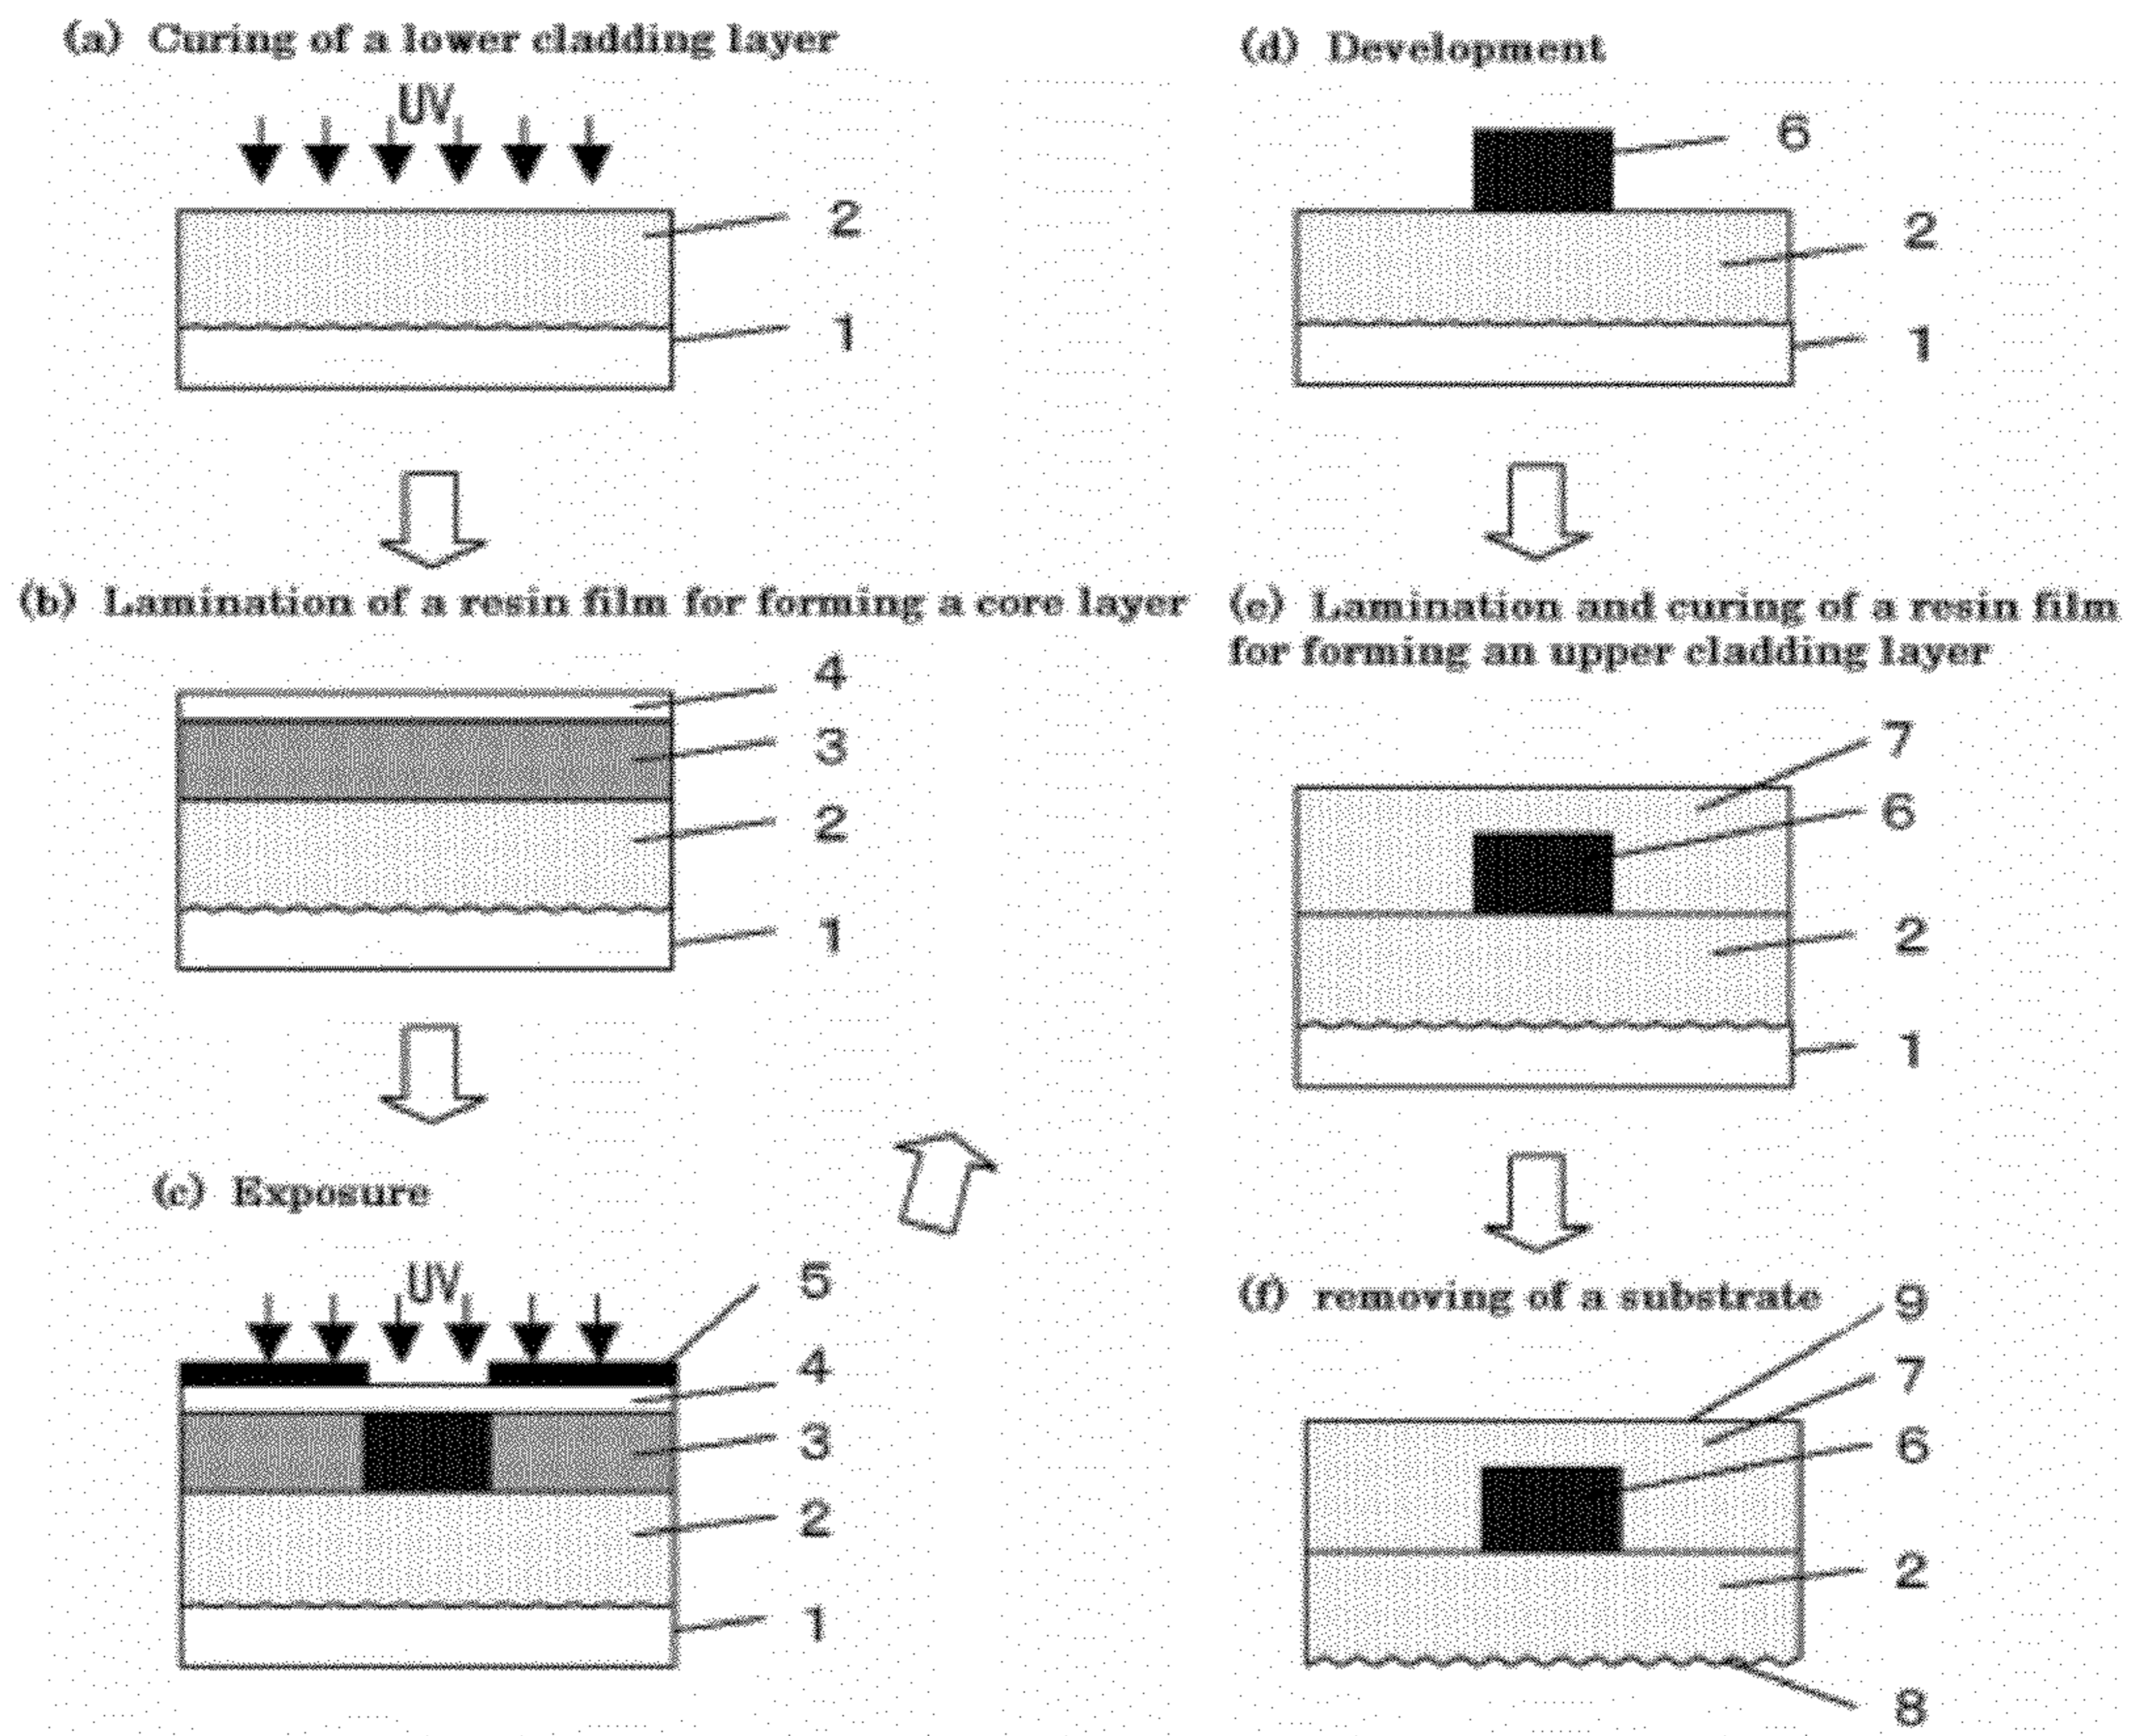 (a) Curing of a lower cladding layer
UV
2
1
(b) Lamination of a resin film for forming a core layer
4
3
2
1
(c) Exposure
UV
5
4
3
2
1
(d) Development
6
2
1
(e) Lamination and curing of a resin film
for forming an upper cladding layer
7
6
2
1
(f) removing of a substrate
9
7
6
2
8